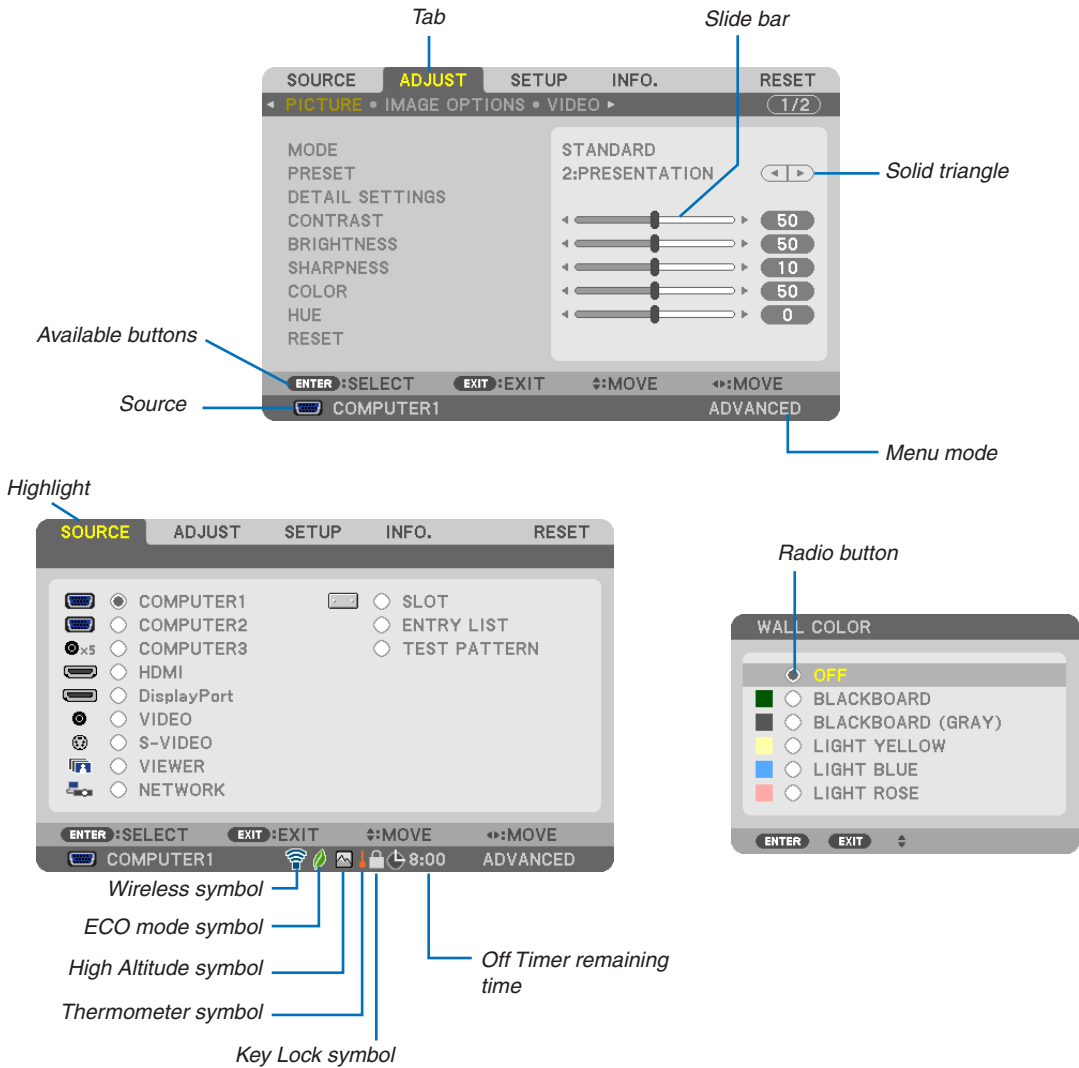 Tab
Slide bar
SOURCE ADJUST SETUP INFO. RESET
PICTURE • IMAGE OPTIONS • VIDEO 1/2
MODE STANDARD
PRESET 2:PRESENTATION
Solid triangle
DETAIL SETTINGS
CONTRAST 50
BRIGHTNESS 50
SHARPNESS 10
COLOR 50
HUE 0
RESET
Available buttons
ENTER:SELECT EXIT:EXIT :MOVE :MOVE
Source
COMPUTER1 ADVANCED
Menu mode
Highlight
SOURCE ADJUST SETUP INFO. RESET
COMPUTER1 SLOT
COMPUTER2 ENTRY LIST
×5 COMPUTER3 TEST PATTERN
HDMI
DisplayPort
VIDEO
S-VIDEO
VIEWER
NETWORK
ENTER:SELECT EXIT:EXIT :MOVE :MOVE
COMPUTER1 8:00 ADVANCED
Wireless symbol
ECO mode symbol
High Altitude symbol
Thermometer symbol
Key Lock symbol
Off Timer remaining
time
Radio button
WALL COLOR
OFF
BLACKBOARD
BLACKBOARD (GRAY)
LIGHT YELLOW
LIGHT BLUE
LIGHT ROSE
ENTER EXIT